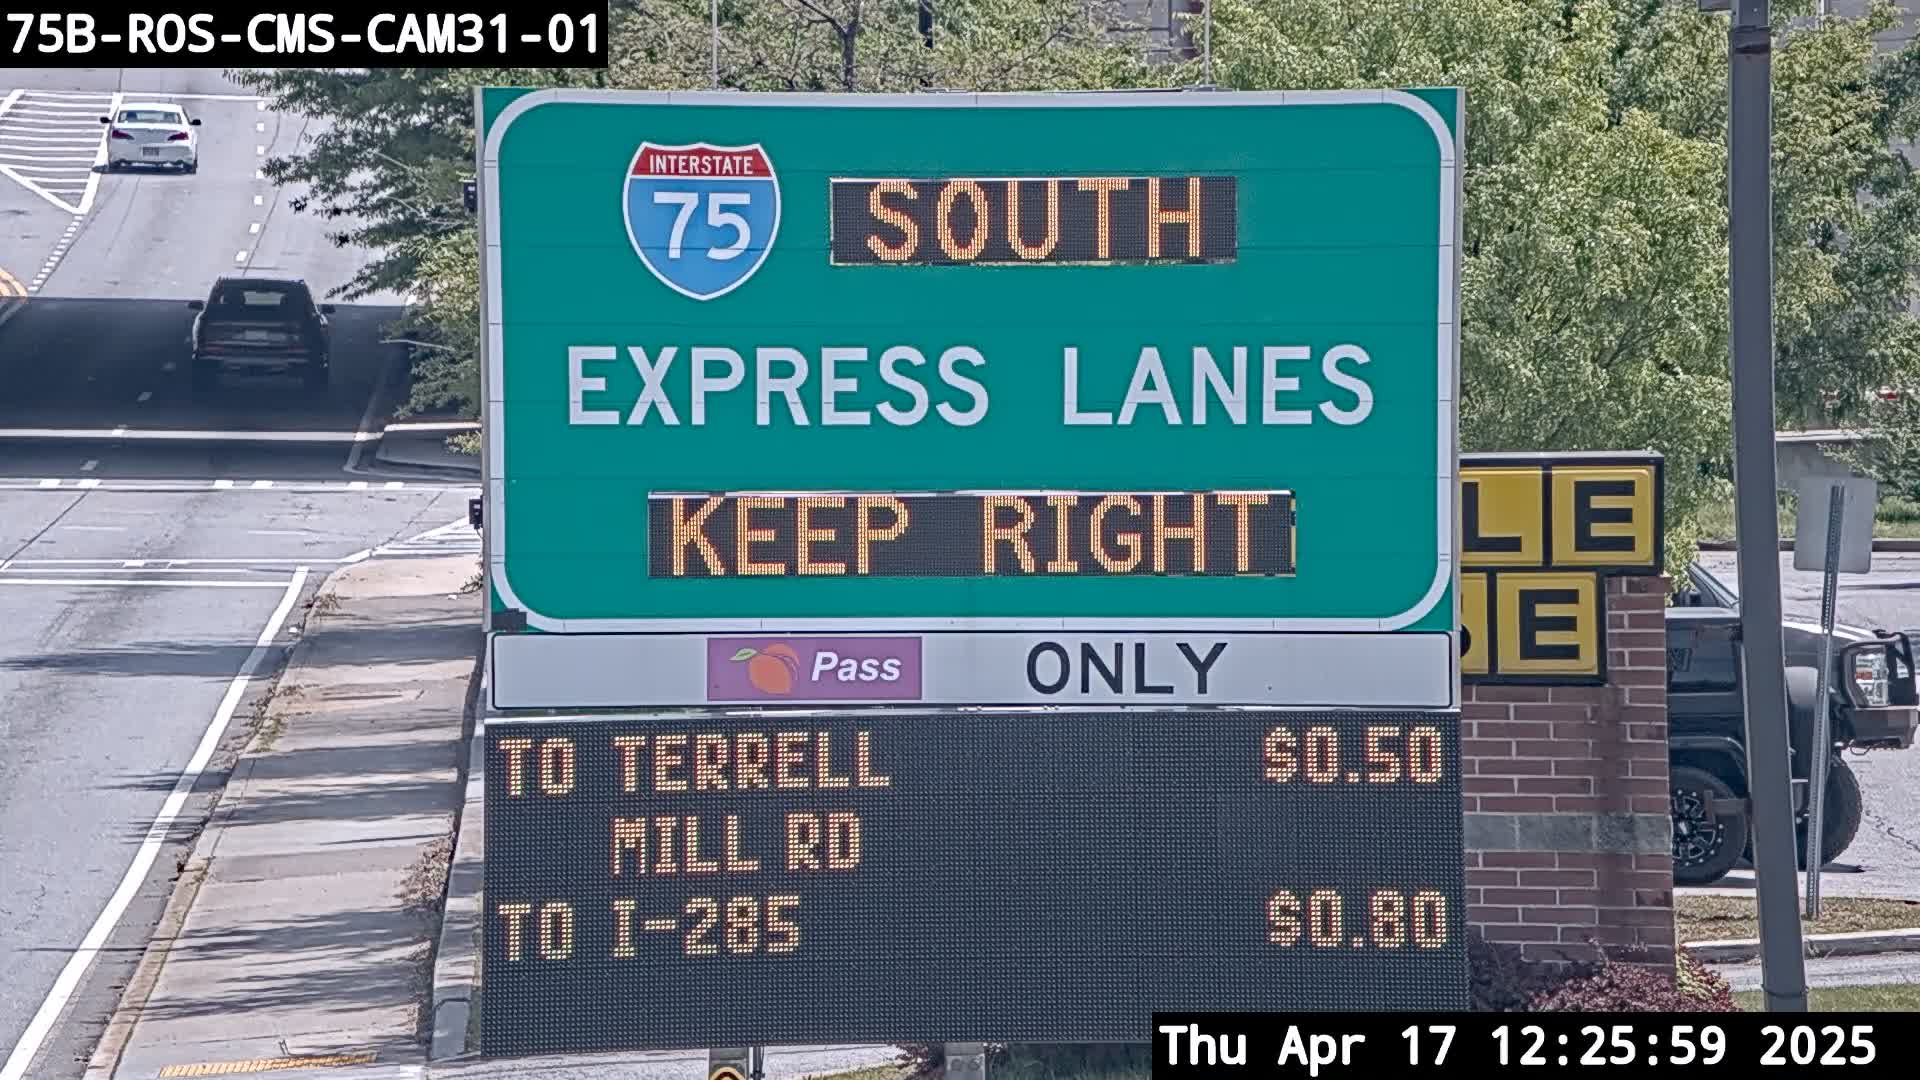 75B-ROS-CMS-CAM31-01
INTERSTATE
75
SOUTH
EXPRESS LANES
KEEP RIGHT
LE
E
Pass ONLY
TO TERRELL $0.50
MILL RD
TO I-285 $0.80
Thu Apr 17 12:25:59 2025